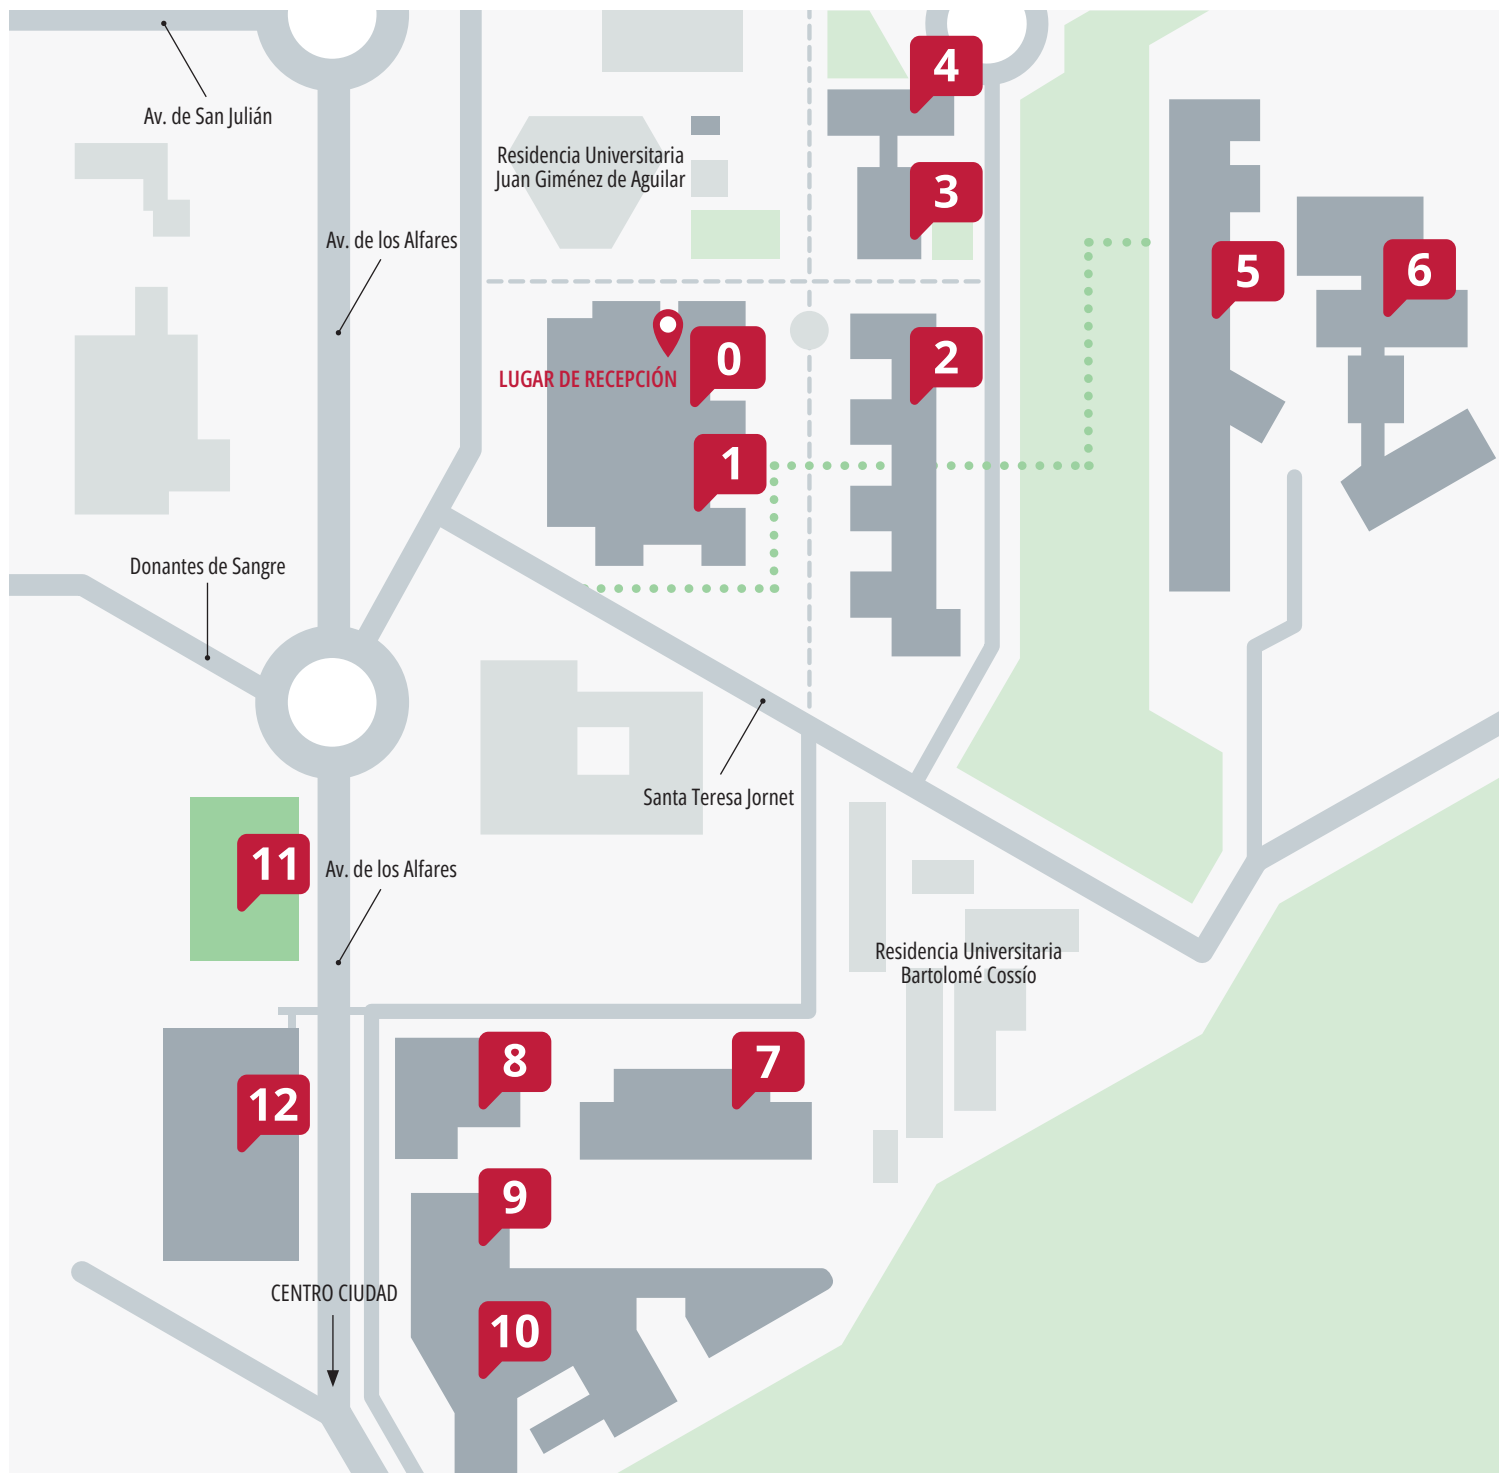 4
Av. de San Julián
Residencia Universitaria
Juan Giménez de Aguilar
3
Av. de los Alfares
5
6
0
2
LUGAR DE RECEPCIÓN
1
Donantes de Sangre
Santa Teresa Jornet
11
Av. de los Alfares
Residencia Universitaria
Bartolomé Cossío
8
7
12
9
CENTRO CIUDAD
10